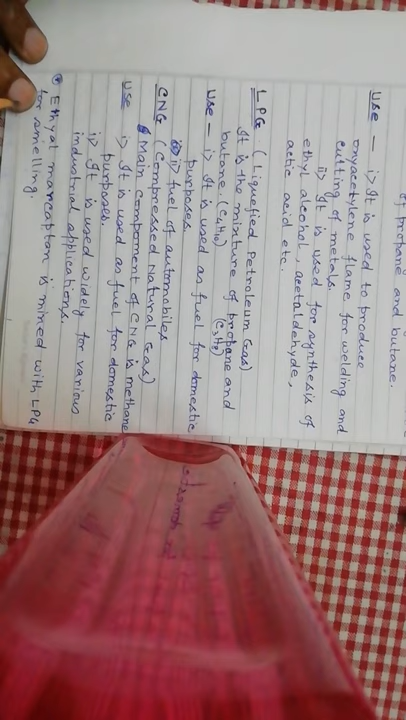 of propane and butane.
Use — i) It is used to produce
oxyacetylene flame for welding and
cutting of metals.
ii) It is used for synthesis of
ethyl alcohol, acetaldehyde,
actic acid etc.
LPG (Liquefied Petroleum Gas)
It is the mixture of propane and
(C3H8)
butane. (C4H10)
Use — i) It is used as fuel for domestic
purposes.
ii) fuel of automobiles
CNG (Compressed Natural Gas)
Main component of CNG is methane
Use i) It is used as fuel for domestic
purposes.
ii) It is used widely for various
industrial applications.
Ethyal marcaptan is mixed with LPG
for smelling.